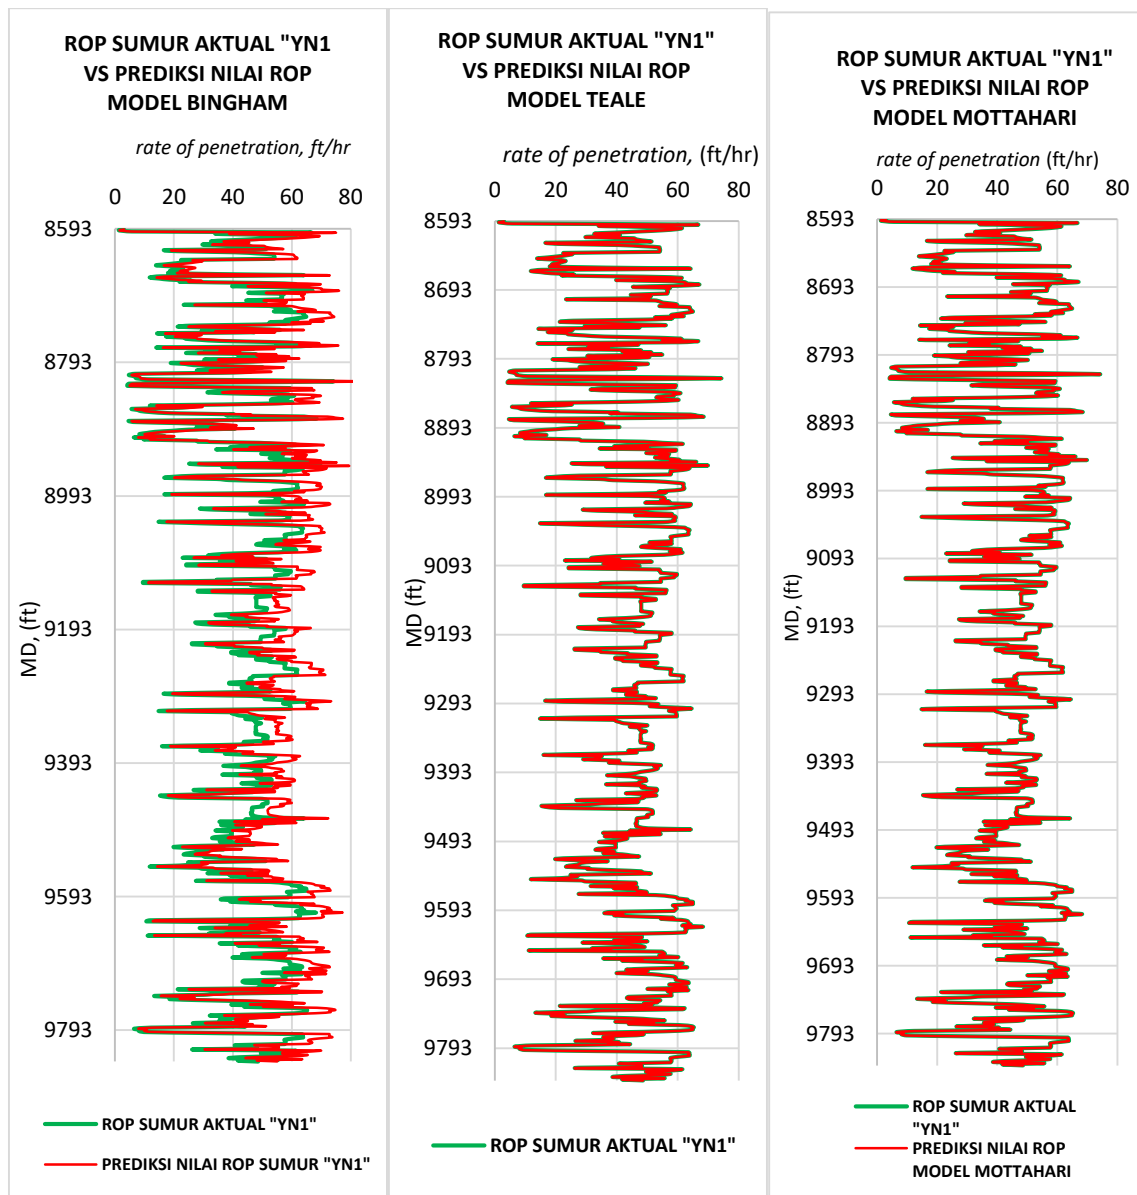 ROP SUMUR AKTUAL "YN1
VS PREDIKSI NILAI ROP
MODEL BINGHAM
rate of penetration, ft/hr
0 20 40 60 80
8593
8693
8793
8893
8993
9093
9193
9293
9393
9493
9593
9693
9793
MD, (ft)
ROP SUMUR AKTUAL "YN1"
PREDIKSI NILAI ROP SUMUR "YN1"
ROP SUMUR AKTUAL "YN1"
VS PREDIKSI NILAI ROP
MODEL TEALE
rate of penetration, (ft/hr)
0 20 40 60 80
8593
8693
8793
8893
8993
9093
9193
9293
9393
9493
9593
9693
9793
MD (ft)
ROP SUMUR AKTUAL "YN1"
ROP SUMUR AKTUAL "YN1"
VS PREDIKSI NILAI ROP
MODEL MOTTAHARI
rate of penetration (ft/hr)
0 20 40 60 80
8593
8693
8793
8893
8993
9093
9193
9293
9393
9493
9593
9693
9793
MD, (ft)
ROP SUMUR AKTUAL
"YN1"
PREDIKSI NILAI ROP
MODEL MOTTAHARI